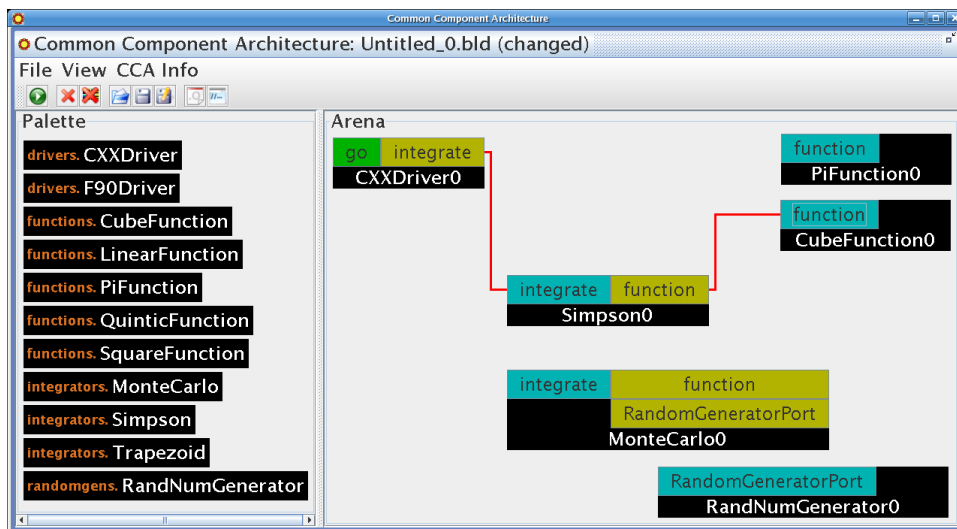 Common Component Architecture
Common Component Architecture: Untitled_0.bld (changed)
File View CCA Info
Palette
drivers. CXXDriver
drivers. F90Driver
functions. CubeFunction
functions. LinearFunction
functions. PiFunction
functions. QuinticFunction
functions. SquareFunction
integrators. MonteCarlo
integrators. Simpson
integrators. Trapezoid
randomgens. RandNumGenerator
Arena
go integrate
CXXDriver0
function
PiFunction0
function
CubeFunction0
integrate function
Simpson0
integrate function
RandomGeneratorPort
MonteCarlo0
RandomGeneratorPort
RandNumGenerator0